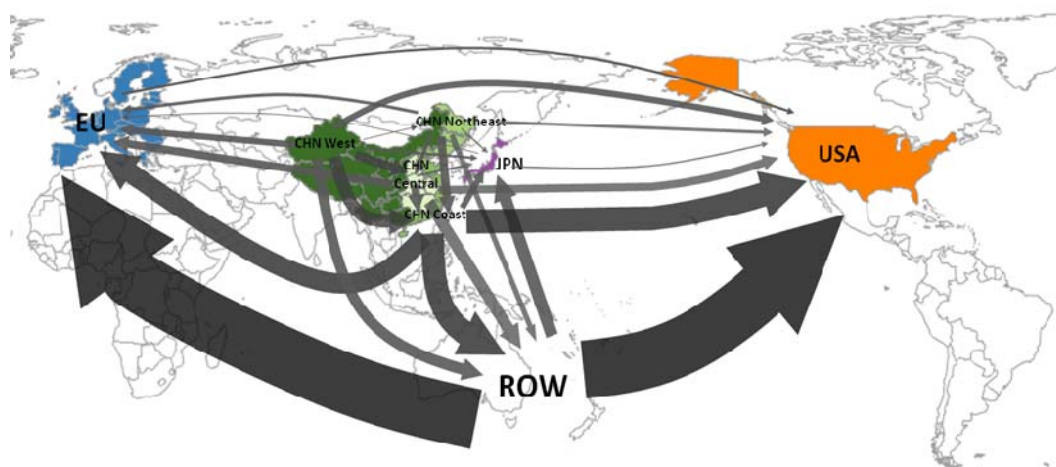 EU
CHN West
CHN Northeast
CHN
Central
JPN
CHN Coast
USA
ROW